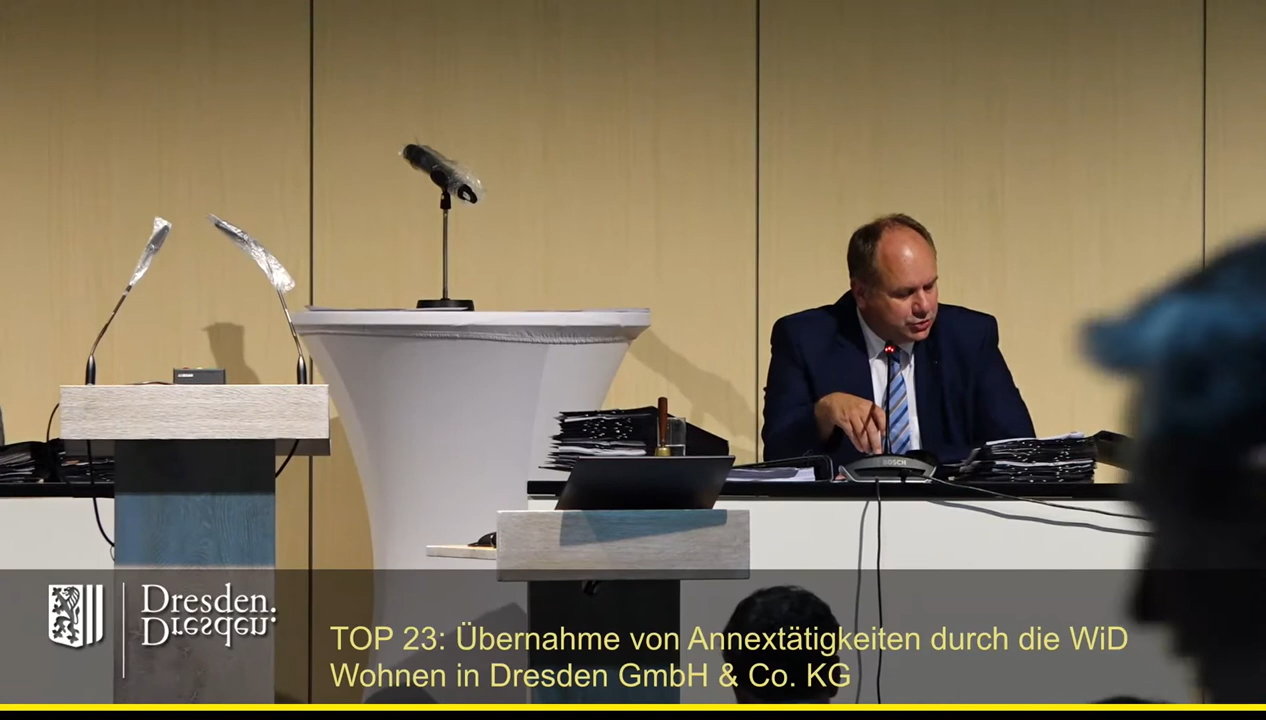 BOSCH
Dresden.
Dresden.
TOP 23: Übernahme von Annextätigkeiten durch die WiD
Wohnen in Dresden GmbH & Co. KG